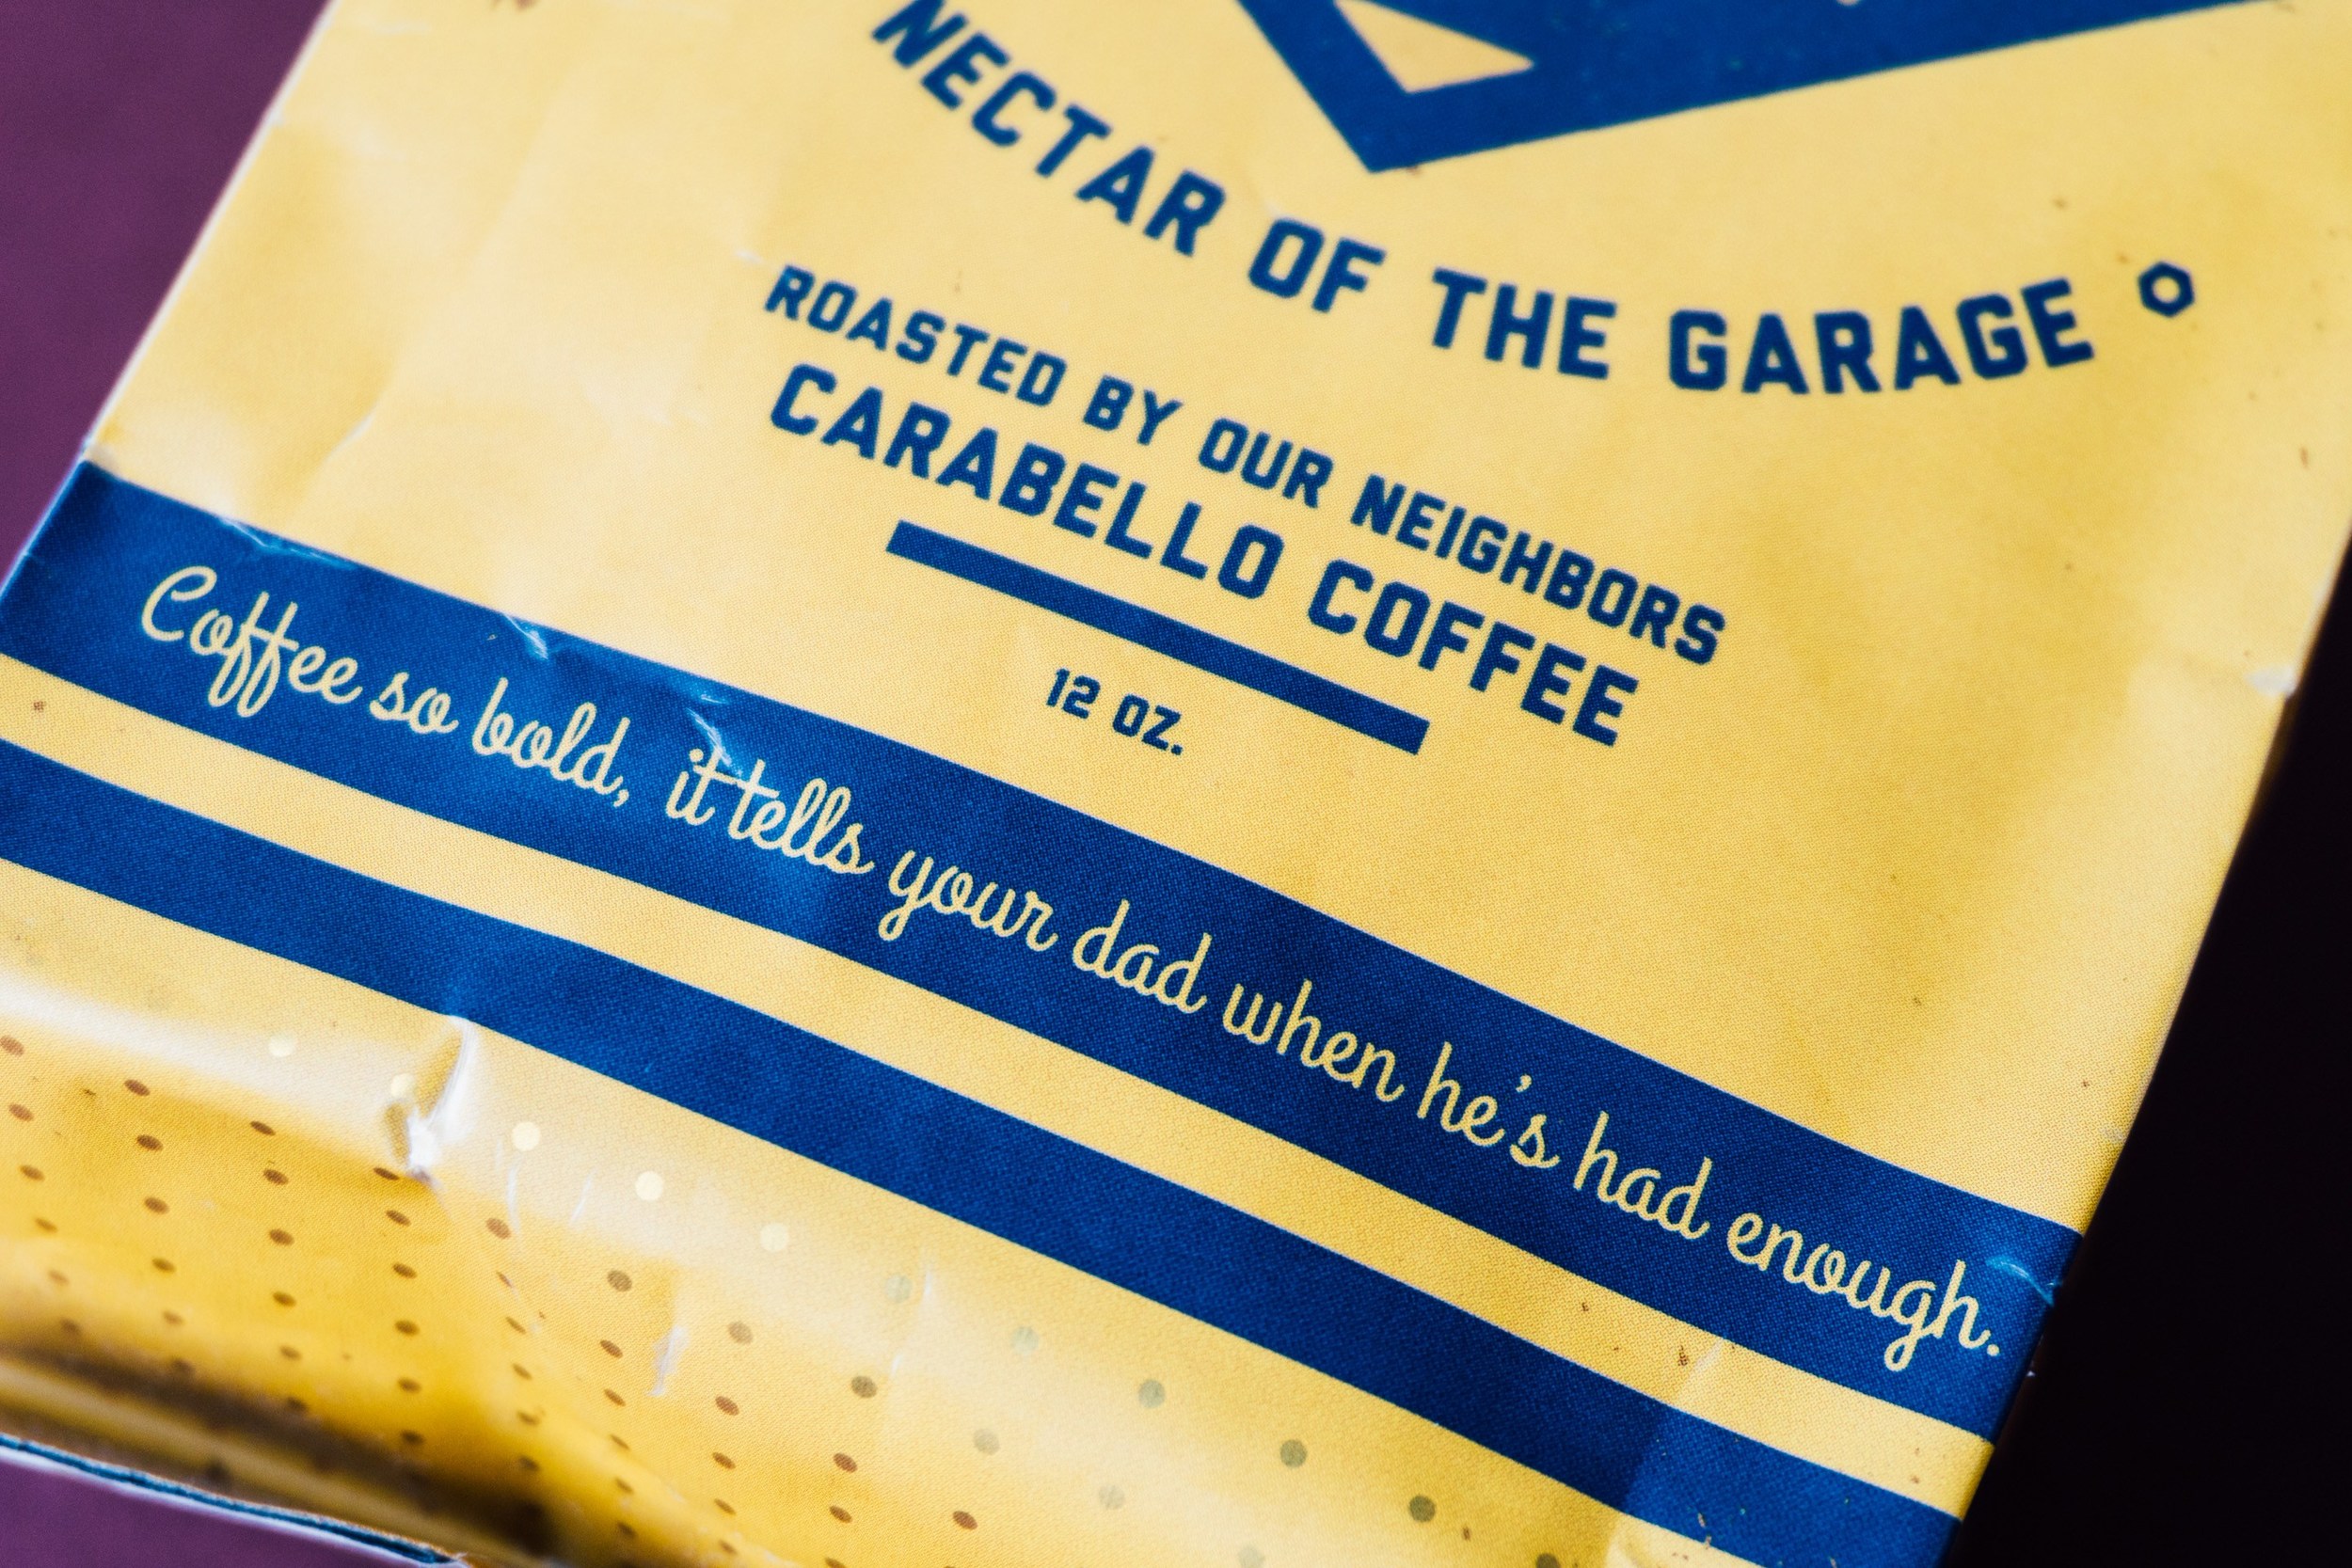 NECTAR OF THE GARAGE
ROASTED BY OUR NEIGHBORS
CARABELLO COFFEE
12 OZ.
Coffee so bold, it tells your dad when he's had enough.